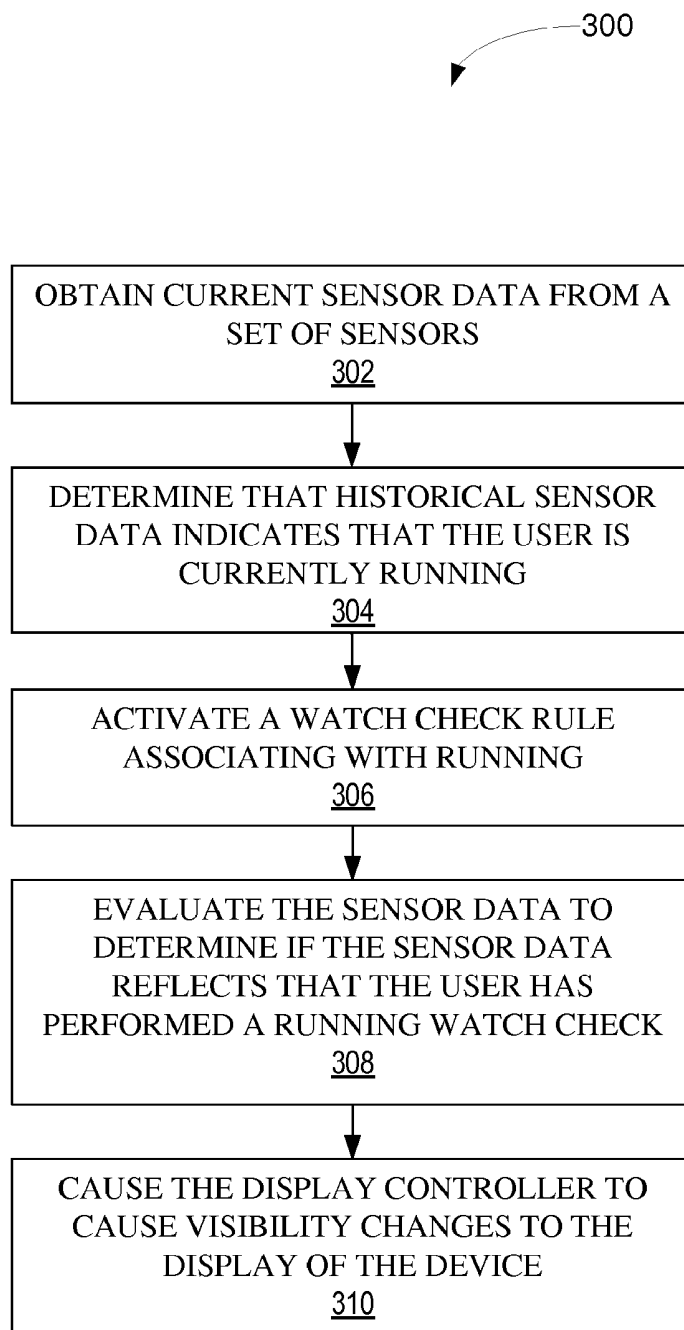 300
OBTAIN CURRENT SENSOR DATA FROM A
SET OF SENSORS
302
DETERMINE THAT HISTORICAL SENSOR
DATA INDICATES THAT THE USER IS
CURRENTLY RUNNING
304
ACTIVATE A WATCH CHECK RULE
ASSOCIATING WITH RUNNING
306
EVALUATE THE SENSOR DATA TO
DETERMINE IF THE SENSOR DATA
REFLECTS THAT THE USER HAS
PERFORMED A RUNNING WATCH CHECK
308
CAUSE THE DISPLAY CONTROLLER TO
CAUSE VISIBILITY CHANGES TO THE
DISPLAY OF THE DEVICE
310